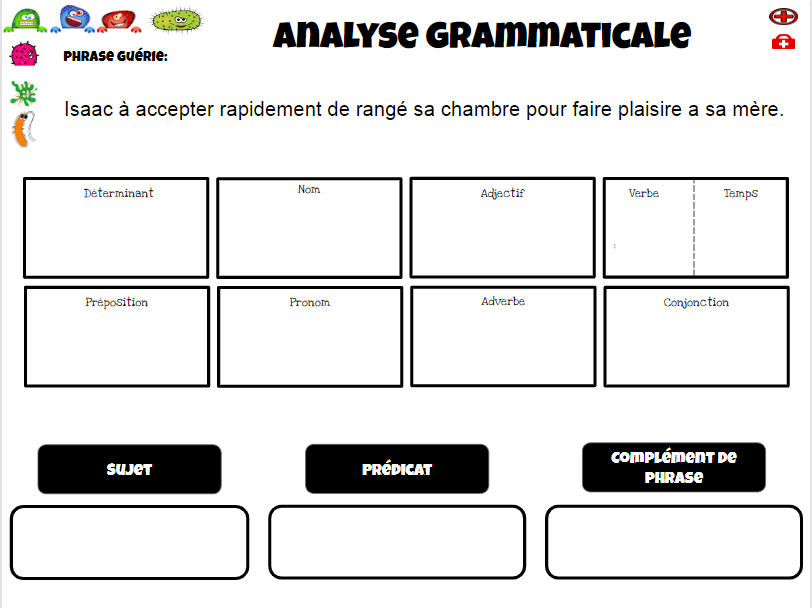 Analyse Grammaticale
Phrase guérie:
Isaac à accepter rapidement de rangé sa chambre pour faire plaisire a sa mère.
Déterminant
Nom
Adjectif
Verbe
Temps
:
Préposition
Pronom
Adverbe
Conjonction
Sujet
Prédicat
Complément de
phrase